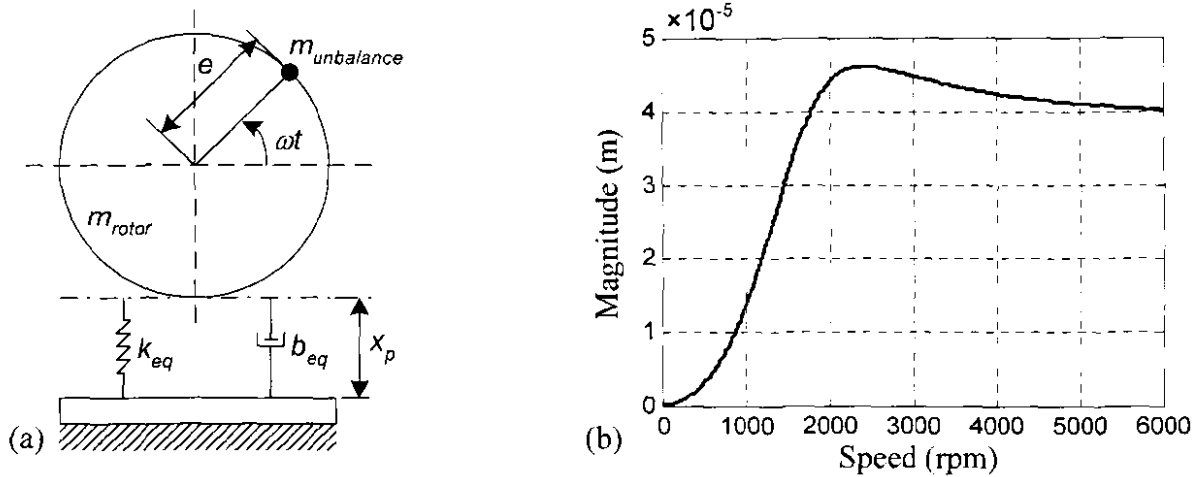 m_unbalance
e
ωt
m_rotor
k_eq
b_eq
x_p
(a)
×10⁻⁵
5
4
3
2
1
0
Magnitude (m)
0 1000 2000 3000 4000 5000 6000
Speed (rpm)
(b)